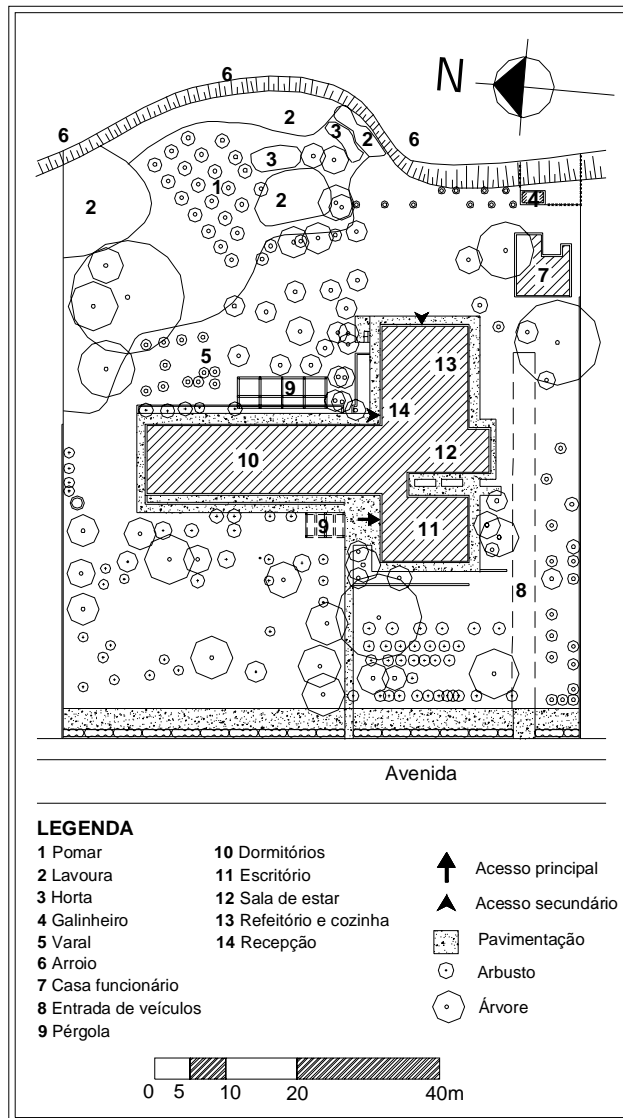 N
6
6
6
2
3
2
3
1
2
2
4
7
5
9
13
14
10
12
9
11
8
Avenida
LEGENDA
1 Pomar
2 Lavoura
3 Horta
4 Galinheiro
5 Varal
6 Arroio
7 Casa funcionário
8 Entrada de veículos
9 Pérgola
10 Dormitórios
11 Escritório
12 Sala de estar
13 Refeitório e cozinha
14 Recepção
Acesso principal
Acesso secundário
Pavimentação
Arbusto
Árvore
0 5 10 20 40m